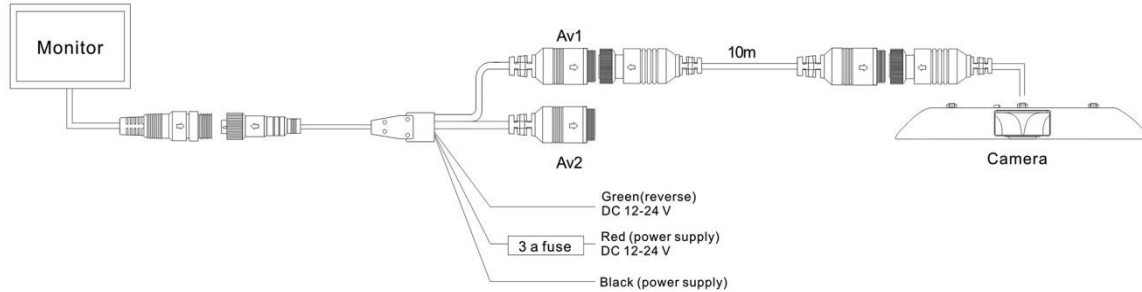 Monitor
Av1
10m
Av2
Camera
Green(reverse)
DC 12-24 V
3 a fuse
Red (power supply)
DC 12-24 V
Black (power supply)